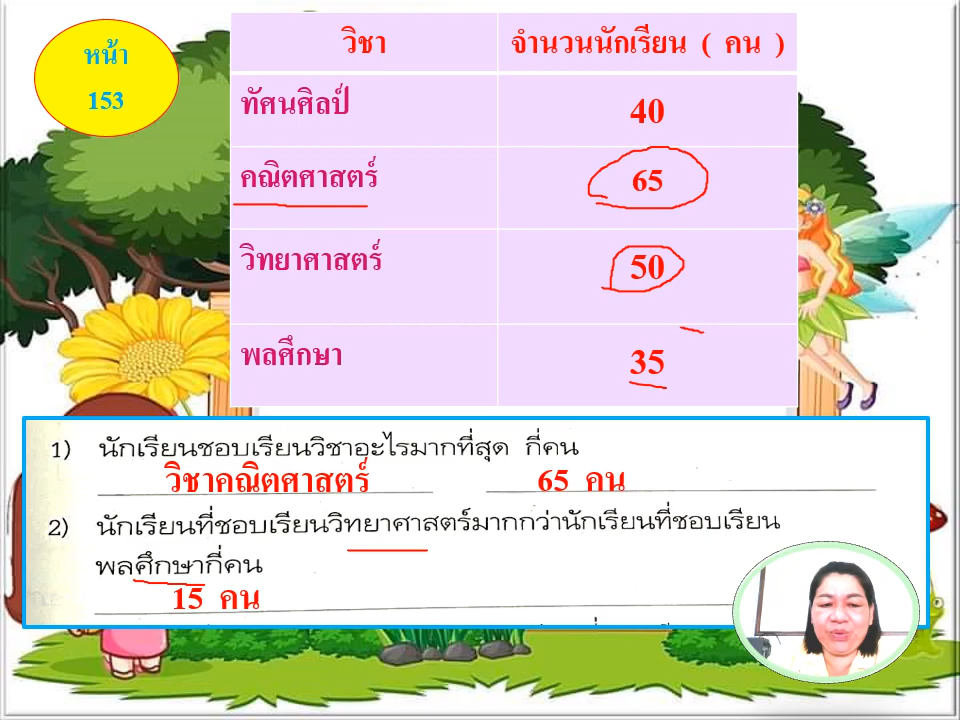 หน้า
153
วิชา จำนวนนักเรียน ( คน )
ทัศนศิลป์ 40
คณิตศาสตร์ 65
วิทยาศาสตร์ 50
พลศึกษา 35
1) นักเรียนชอบเรียนวิชาอะไรมากที่สุด กี่คน
วิชาคณิตศาสตร์ 65 คน
2) นักเรียนที่ชอบเรียนวิทยาศาสตร์มากกว่านักเรียนที่ชอบเรียน
พลศึกษากี่คน
15 คน